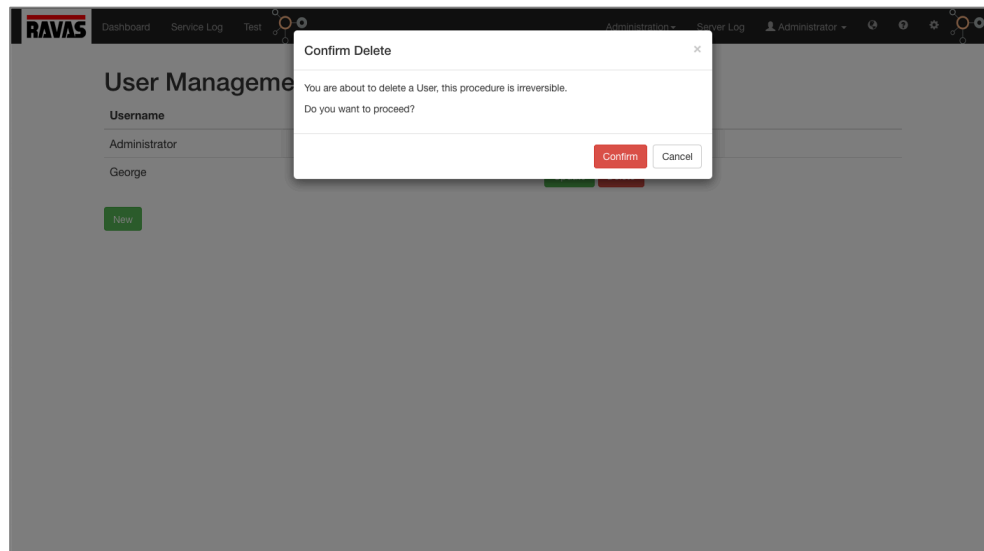 RAVAS
Dashboard Service Log Test Administration Server Log Administrator
Confirm Delete ×
You are about to delete a User, this procedure is irreversible.
Do you want to proceed?
Confirm Cancel
User Manageme
Username
Administrator
George
New